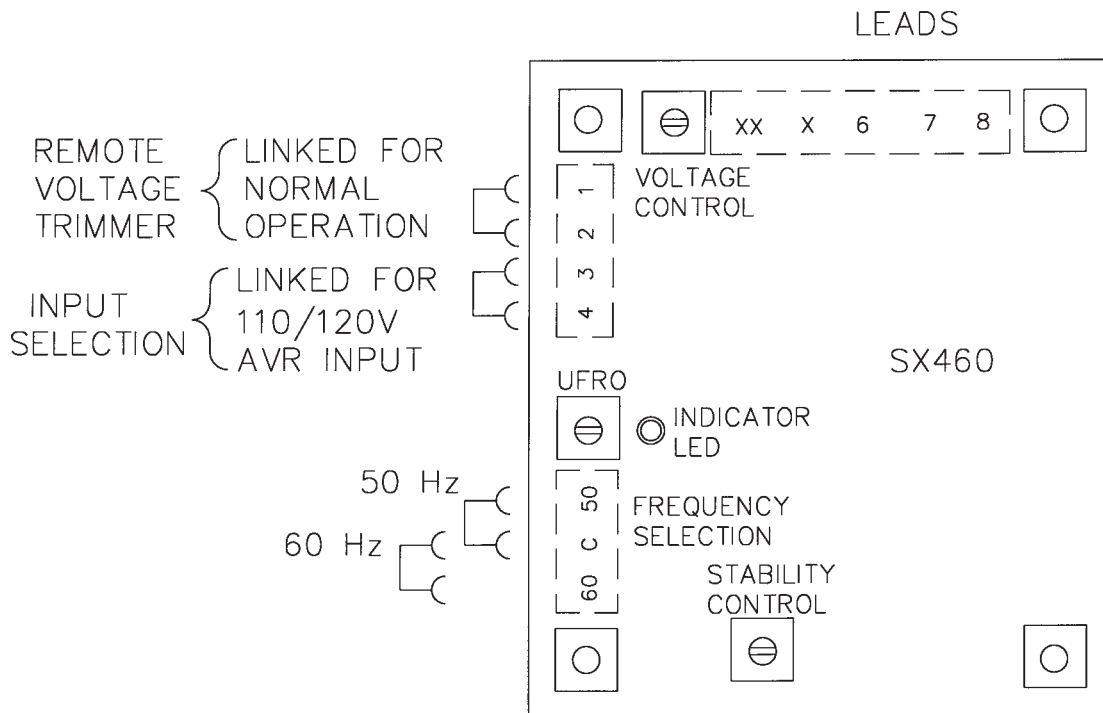 LEADS
XX X 6 7 8
REMOTE
VOLTAGE
TRIMMER
LINKED FOR
NORMAL
OPERATION
1
2
3
4
VOLTAGE
CONTROL
INPUT
SELECTION
LINKED FOR
110/120V
AVR INPUT
SX460
UFRO
INDICATOR
LED
50 Hz
60 Hz
50
C
60
FREQUENCY
SELECTION
STABILITY
CONTROL